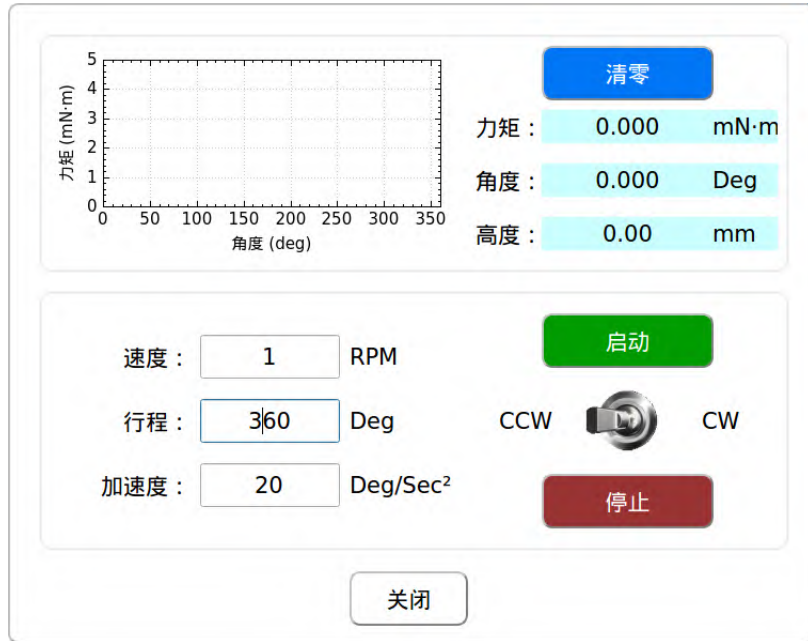 力矩 (mN·m)
5
4
3
2
1
0
0 50 100 150 200 250 300 350
角度 (deg)
清零
力矩： 0.000 mN·m
角度： 0.000 Deg
高度： 0.00 mm
速度： 1 RPM
行程： 360 Deg
加速度： 20 Deg/Sec²
启动
CCW CW
停止
关闭